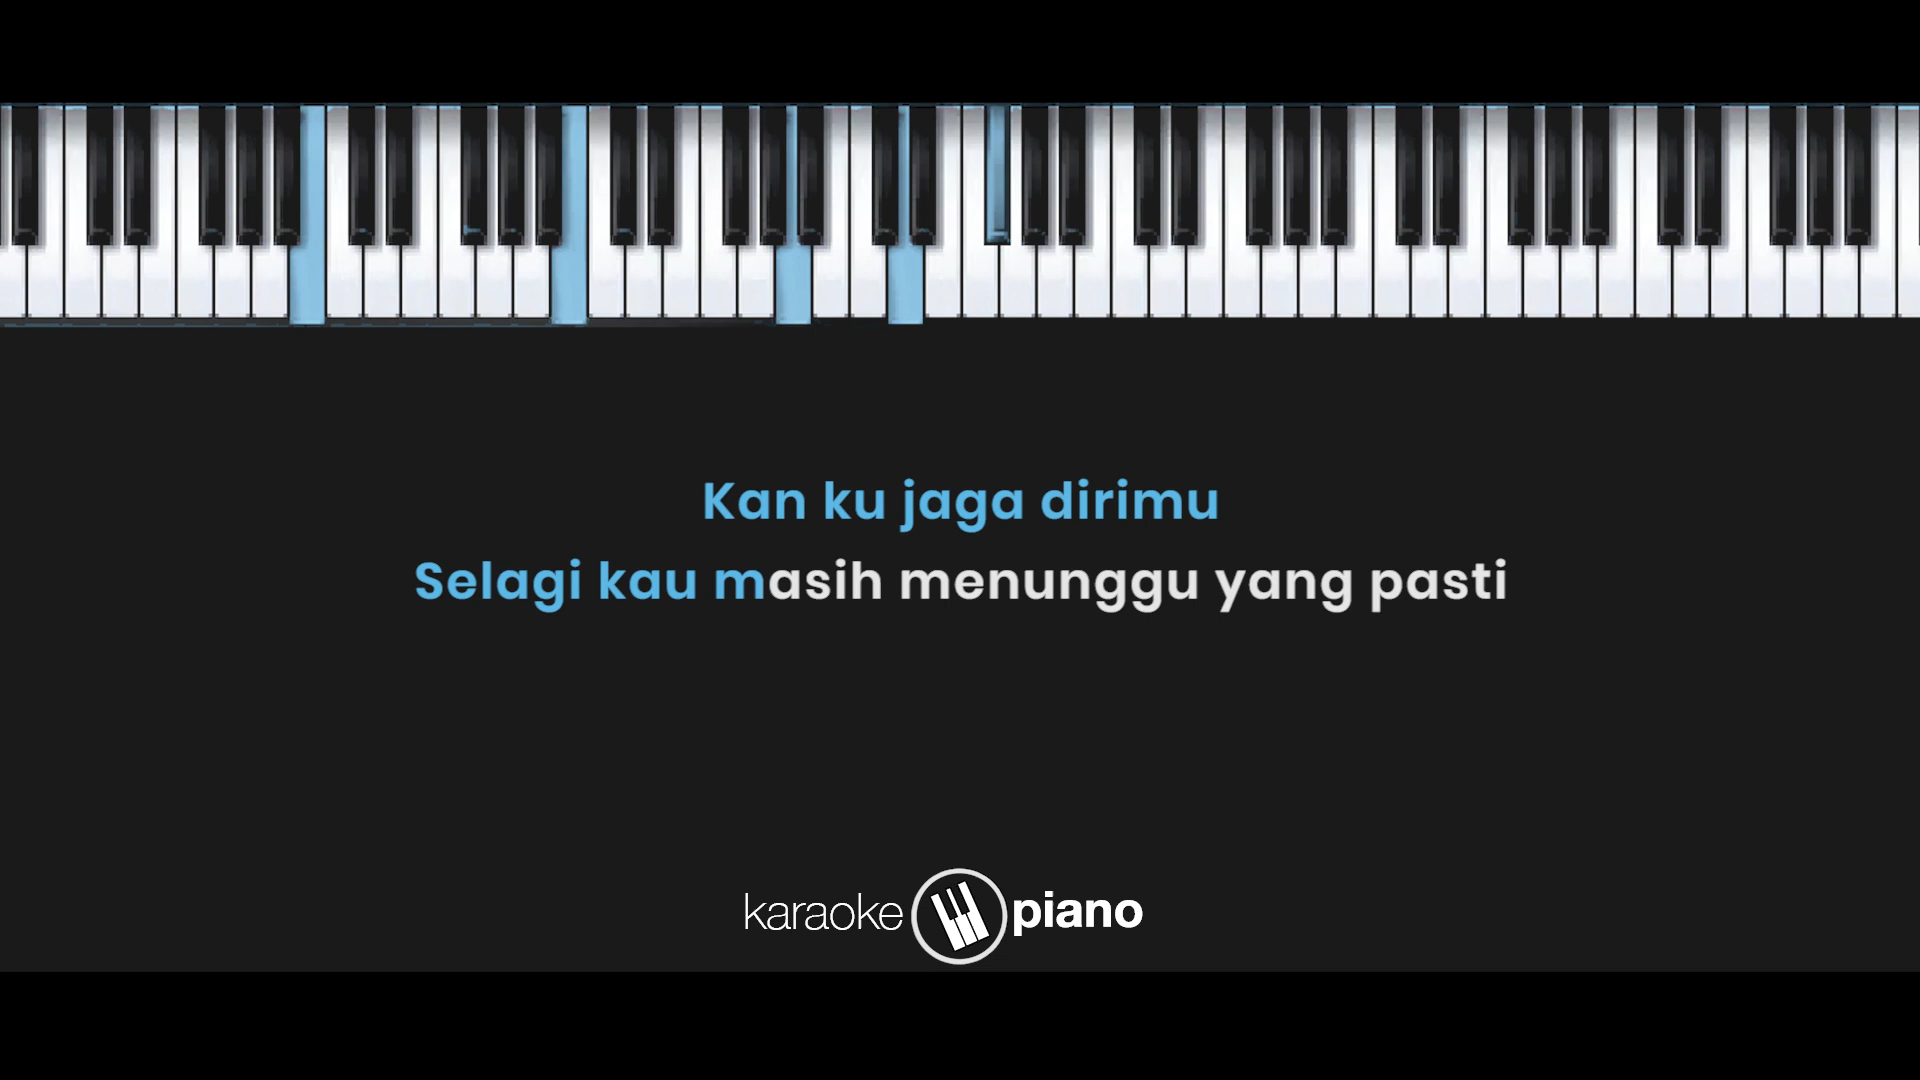 Kan ku jaga dirimu
Selagi kau masih menunggu yang pasti
karaoke piano